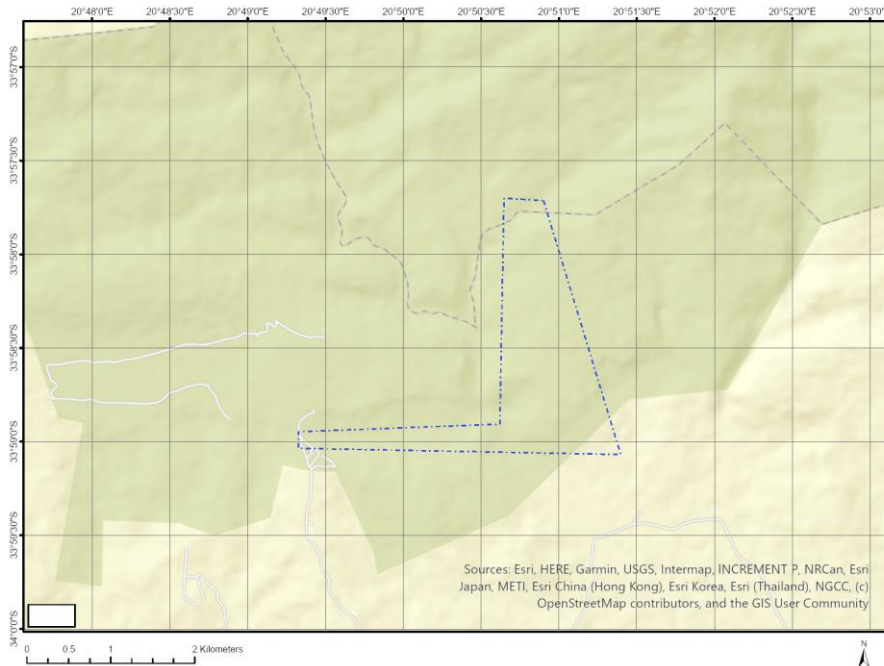 20°48'0"E 20°48'30"E 20°49'0"E 20°49'30"E 20°50'0"E 20°50'30"E 20°51'0"E 20°51'30"E 20°52'0"E 20°52'30"E 20°53'0"E
33°57'0"S
33°57'30"S
33°58'0"S
33°58'30"S
33°59'0"S
33°59'30"S
34°0'0"S
Sources: Esri, HERE, Garmin, USGS, Intermap, INCREMENT P, NRCan, Esri
Japan, METI, Esri China (Hong Kong), Esri Korea, Esri (Thailand), NGCC, (c)
OpenStreetMap contributors, and the GIS User Community
0 0.5 1 2 Kilometers
N